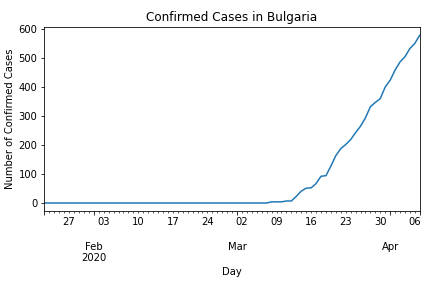 Confirmed Cases in Bulgaria
Number of Confirmed Cases
600
500
400
300
200
100
0
27 03 10 17 24 02 09 16 23 30 06
Feb Mar Apr
2020
Day